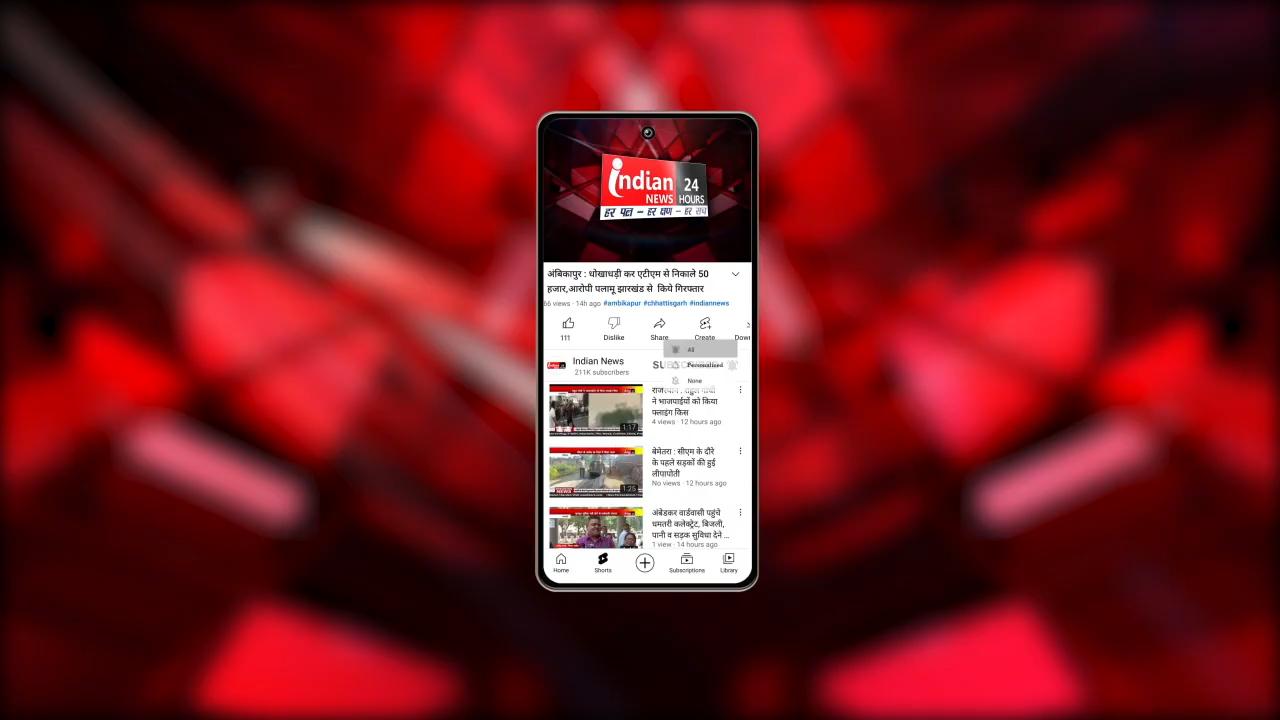 indian
NEWS
24
HOURS
हर पल – हर क्षण – हर सच
अंबिकापुर : धोखाधड़ी कर एटीएम से निकाले 50
हजार,आरोपी पलामू झारखंड से किये गिरफ्तार
66 views · 14h ago #ambikapur #chhattisgarh #indiannews
111
Dislike
Share
Create
Down
All
Indian News
211K subscribers
Personalized
None
ने भाजपाईयों को किया
फ्लाइंग किस
4 views · 12 hours ago
1:17
बेमेतरा : सीएम के दौरे
के पहले सड़कों की हुई
लीपापोती
No views · 12 hours ago
1:25
NEWS
अंबेडकर वार्डवासी पहुंचे
धमतरी कलेक्ट्रेट, बिजली,
पानी व सड़क सुविधा देने ...
1 view · 14 hours ago
Home
Shorts
Subscriptions
Library